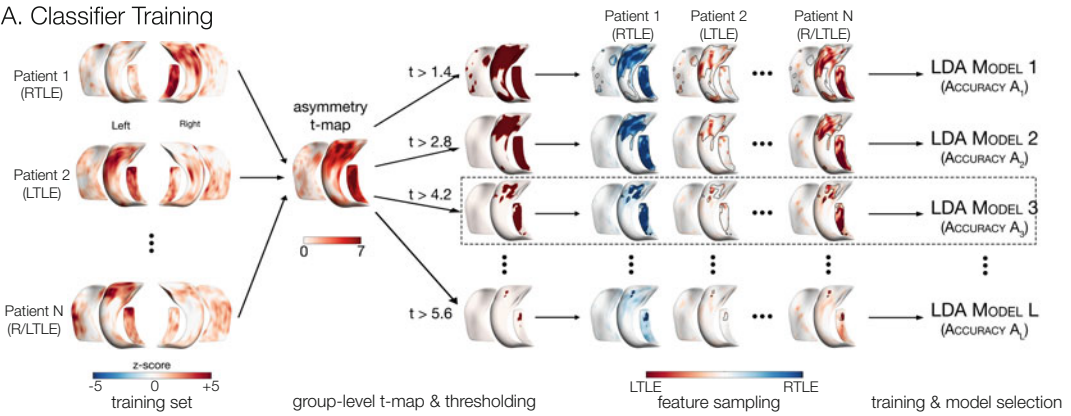 A. Classifier Training
Patient 1
(RTLE)
Left
Right
Patient 2
(LTLE)
Patient N
(R/LTLE)
z-score
-5 0 +5
training set
asymmetry
t-map
0 7
t > 1.4
t > 2.8
t > 4.2
t > 5.6
group-level t-map & thresholding
Patient 1
(RTLE)
Patient 2
(LTLE)
Patient N
(R/LTLE)
LTLE RTLE
feature sampling
LDA MODEL 1
(ACCURACY A1)
LDA MODEL 2
(ACCURACY A2)
LDA MODEL 3
(ACCURACY A3)
LDA MODEL L
(ACCURACY AL)
training & model selection